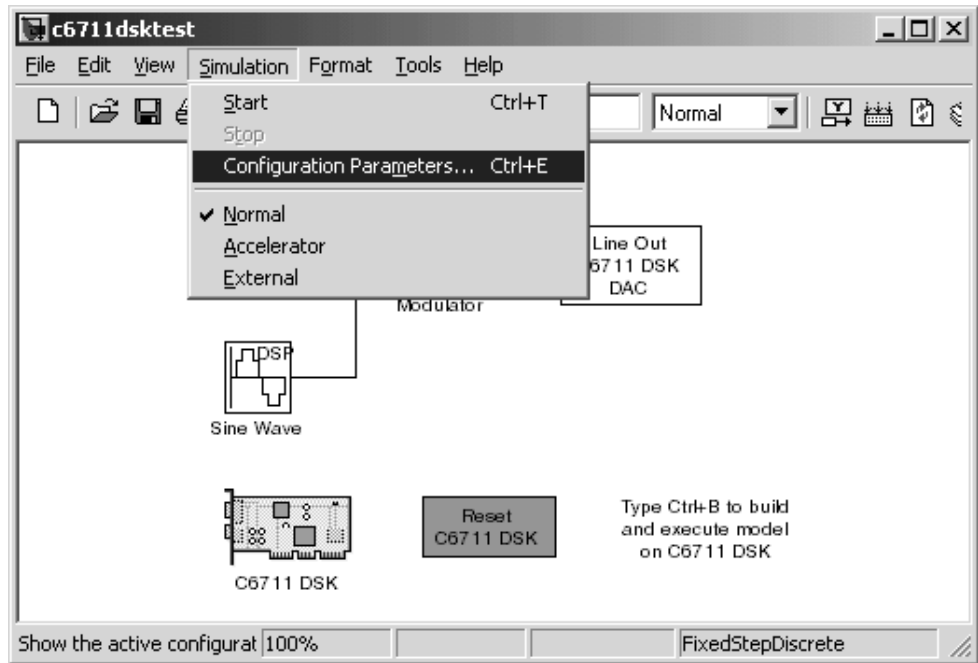 c6711dsktest
File Edit View Simulation Format Tools Help
Normal
Start Ctrl+T
Stop
Configuration Parameters... Ctrl+E
Normal
Accelerator
External
Line Out
6711 DSK
DAC
Modulator
DSP
Sine Wave
C6711 DSK
Reset
C6711 DSK
Type Ctrl+B to build
and execute model
on C6711 DSK
Show the active configurat 100% FixedStepDiscrete